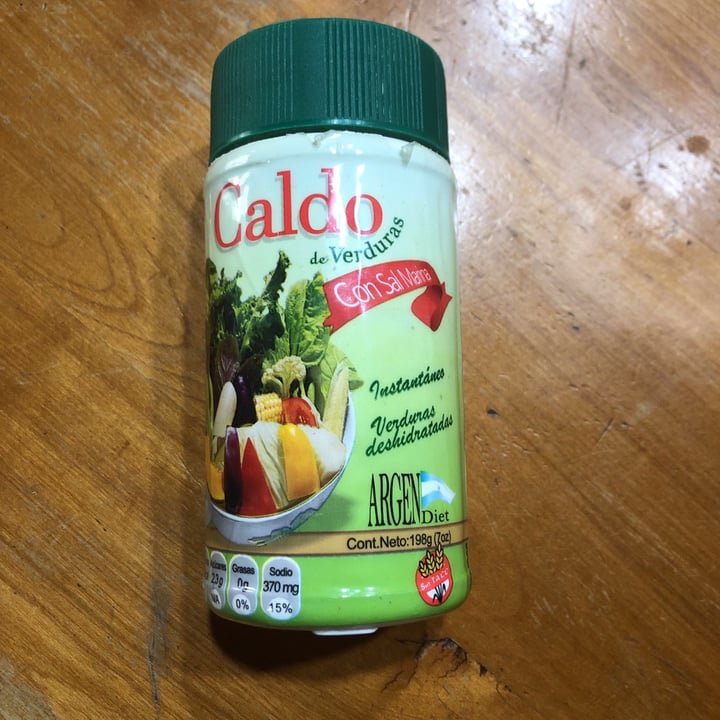 Caldo
de Verduras
Con Sal Marina
Instantáneo
Verduras
deshidratadas
ARGEN
Diet
Cont.Neto:198g (7oz)
Grasas
0g
0%
Sodio
370 mg
15%
Sin T.A.C.C.